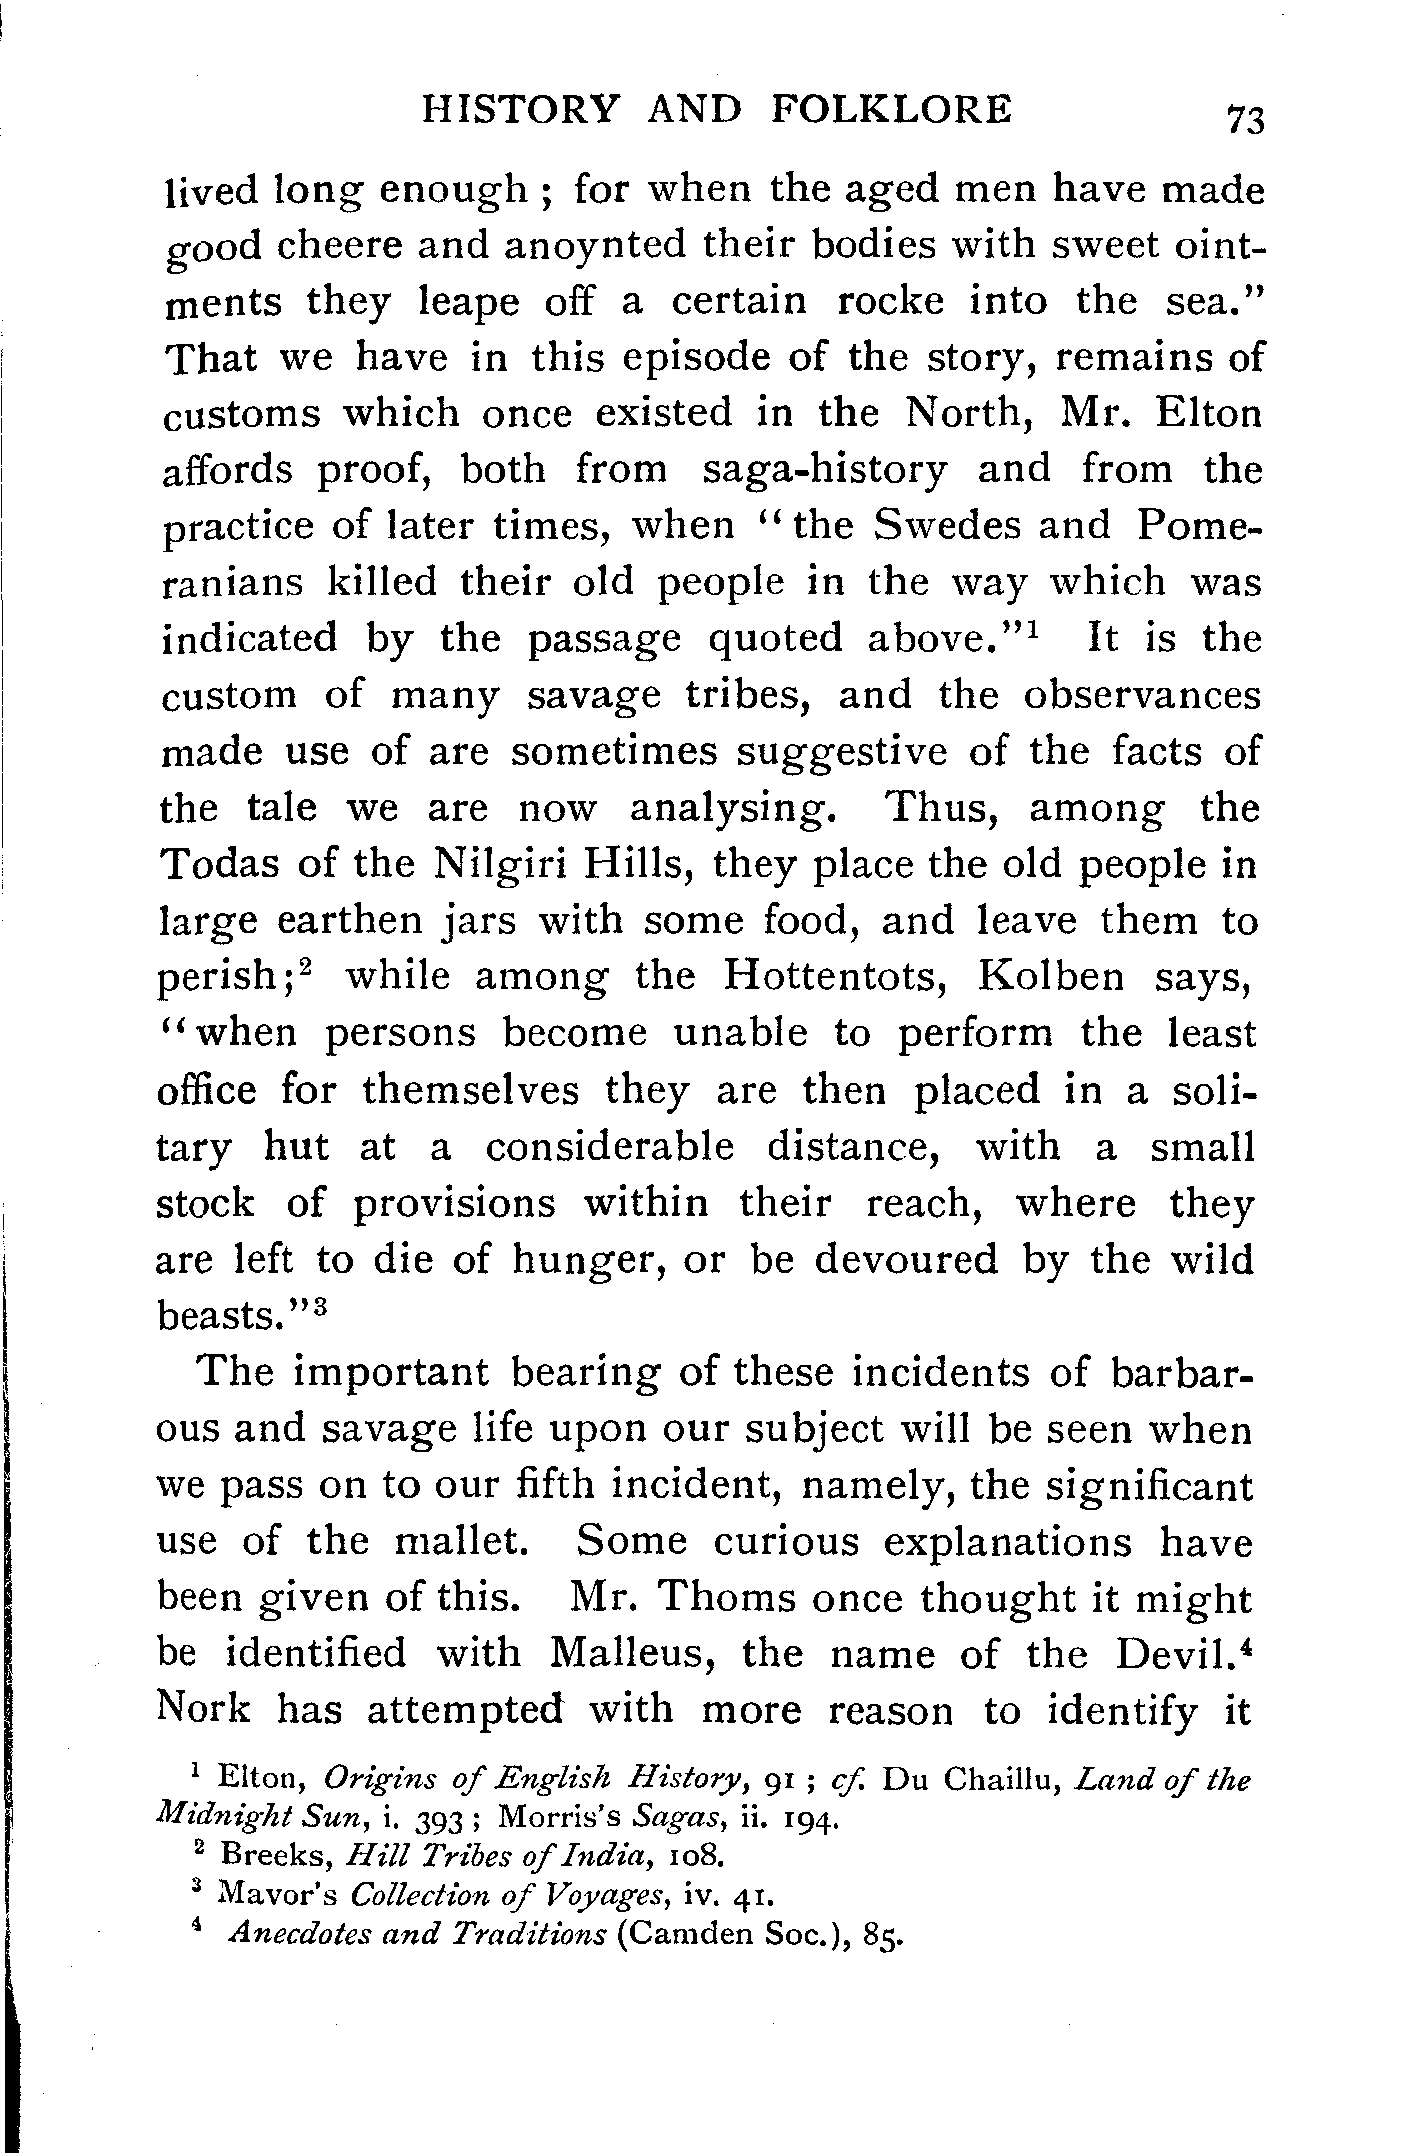 HISTORY AND FOLKLORE 73
lived long enough ; for when the aged men have made
good cheere and anoynted their bodies with sweet oint-
ments they leape off a certain rocke into the sea."
That we have in this episode of the story, remains of
customs which once existed in the North, Mr. Elton
affords proof, both from saga-history and from the
practice of later times, when " the Swedes and Pome-
ranians killed their old people in the way which was
indicated by the passage quoted above."¹ It is the
custom of many savage tribes, and the observances
made use of are sometimes suggestive of the facts of
the tale we are now analysing. Thus, among the
Todas of the Nilgiri Hills, they place the old people in
large earthen jars with some food, and leave them to
perish ;² while among the Hottentots, Kolben says,
" when persons become unable to perform the least
office for themselves they are then placed in a soli-
tary hut at a considerable distance, with a small
stock of provisions within their reach, where they
are left to die of hunger, or be devoured by the wild
beasts."³
The important bearing of these incidents of barbar-
ous and savage life upon our subject will be seen when
we pass on to our fifth incident, namely, the significant
use of the mallet. Some curious explanations have
been given of this. Mr. Thoms once thought it might
be identified with Malleus, the name of the Devil.⁴
Nork has attempted with more reason to identify it
¹ Elton, Origins of English History, 91 ; cf. Du Chaillu, Land of the
Midnight Sun, i. 393 ; Morris's Sagas, ii. 194.
² Breeks, Hill Tribes of India, 108.
³ Mavor's Collection of Voyages, iv. 41.
⁴ Anecdotes and Traditions (Camden Soc.), 85.